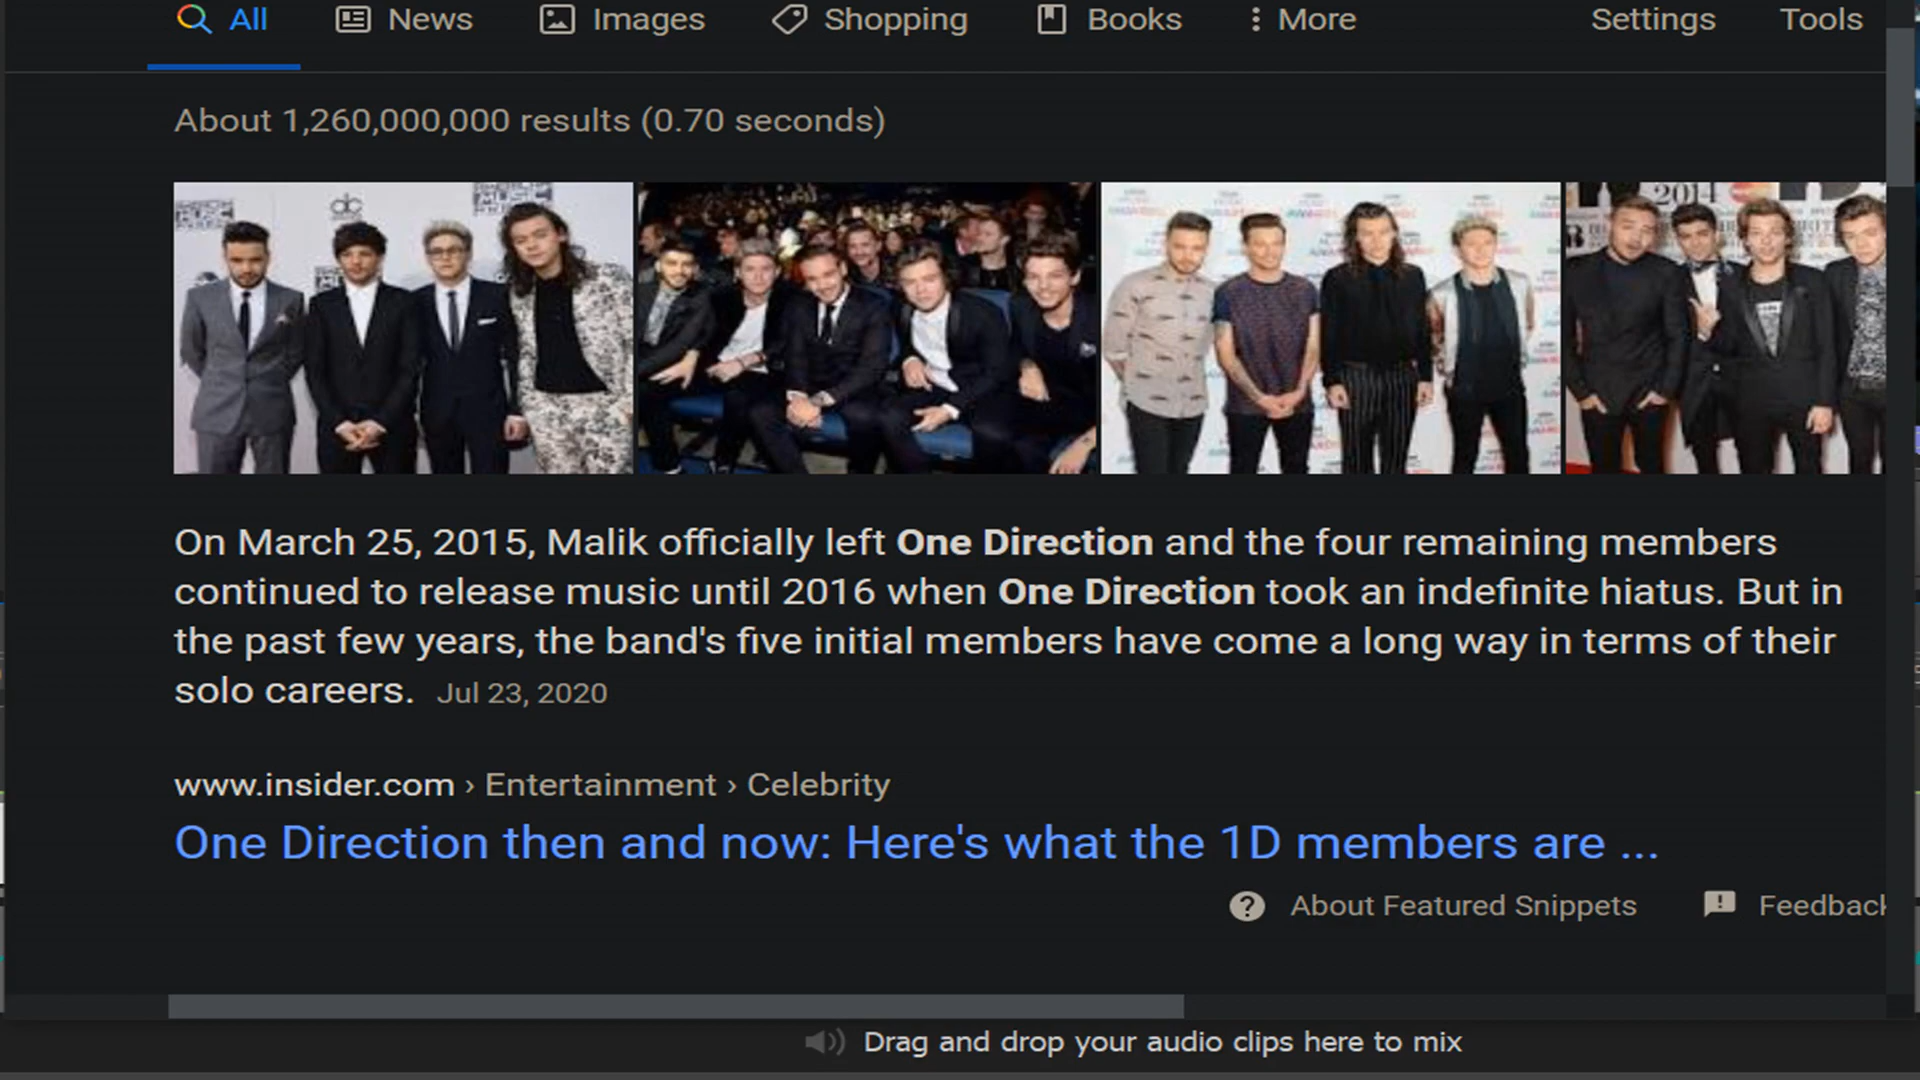 All News Images Shopping Books More Settings Tools
About 1,260,000,000 results (0.70 seconds)
2014
On March 25, 2015, Malik officially left One Direction and the four remaining members
continued to release music until 2016 when One Direction took an indefinite hiatus. But in
the past few years, the band's five initial members have come a long way in terms of their
solo careers. Jul 23, 2020
www.insider.com › Entertainment › Celebrity
One Direction then and now: Here's what the 1D members are ...
About Featured Snippets Feedback
Drag and drop your audio clips here to mix